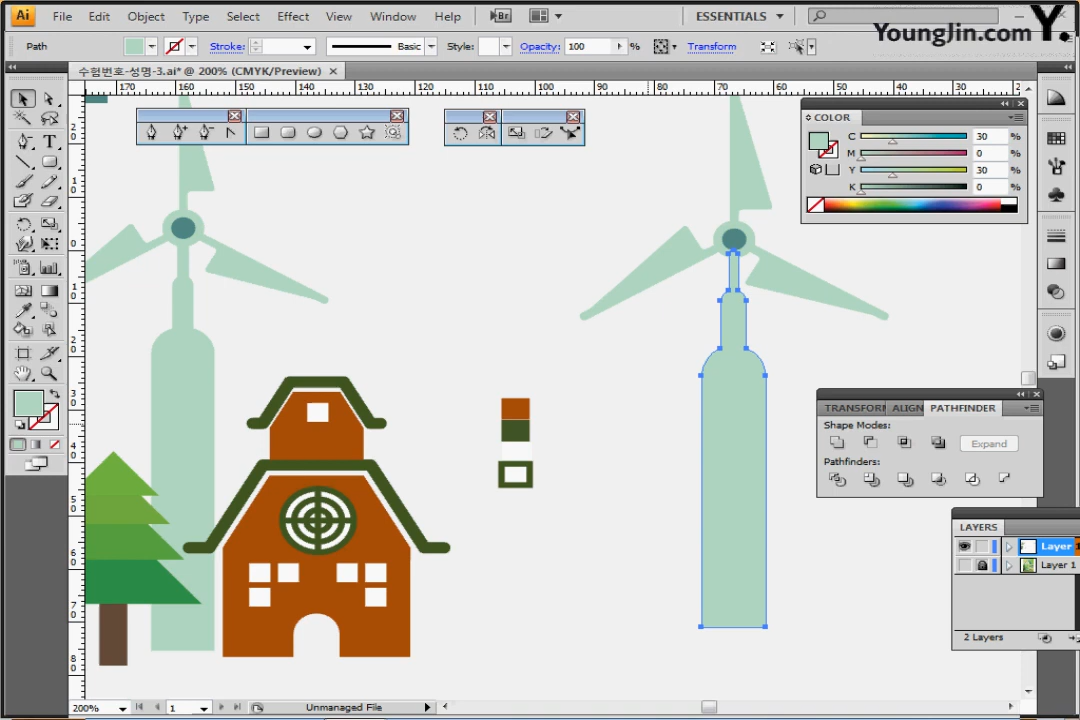 Ai File Edit Object Type Select Effect View Window Help Br ESSENTIALS
YoungJin.com Y.
Path Stroke: Basic Style: Opacity: 100 % Transform
수험번호-성명-3.ai* @ 200% (CMYK/Preview) ×
170 160 150 140 130 120 110 100 90 80 70 60 50 40 30 2
COLOR
C 30 %
M 0 %
Y 30 %
K 0 %
TRANSFORM ALIGN PATHFINDER
Shape Modes:
Expand
Pathfinders:
LAYERS
Layer
Layer 1
2 Layers
200% 1 Unmanaged File